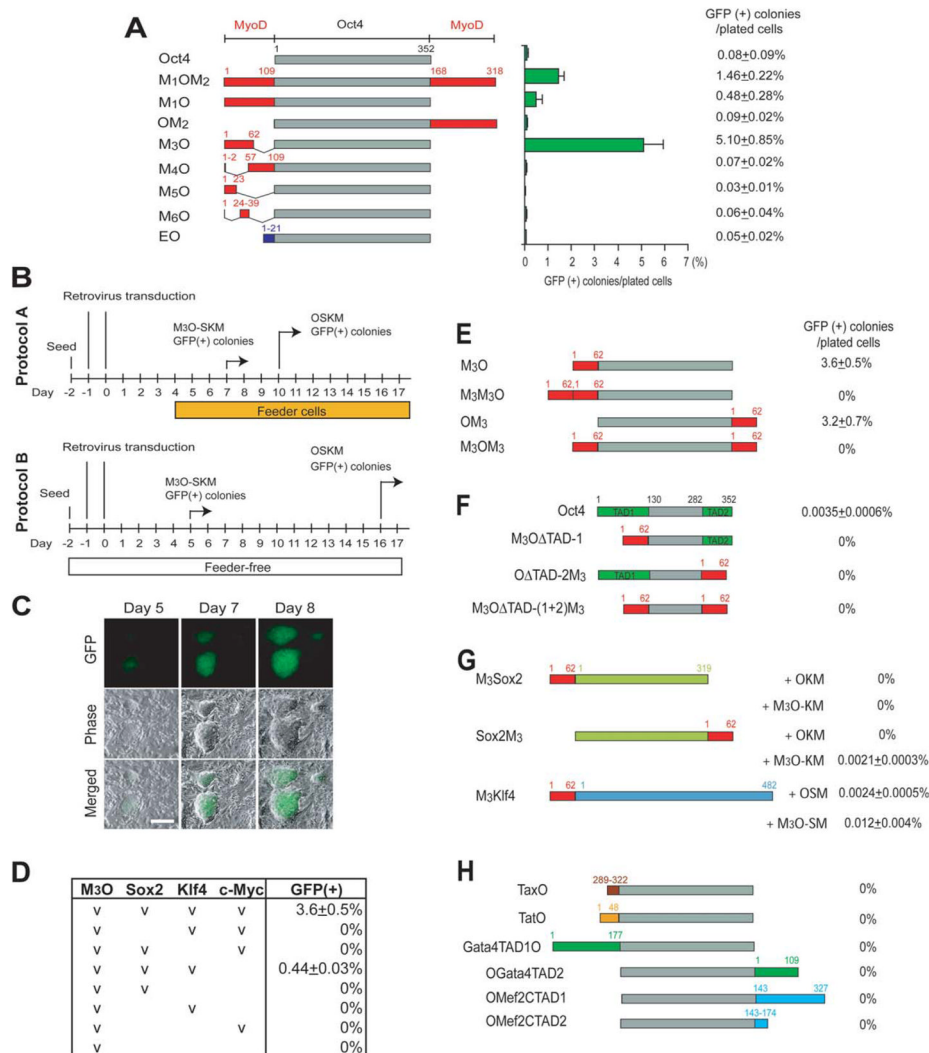 A
MyoD Oct4 MyoD
GFP (+) colonies
/plated cells
1 352
Oct4 0.08±0.09%
1 109 168 318
M1OM2 1.46±0.22%
M1O 0.48±0.28%
OM2 0.09±0.02%
1 62
M3O 5.10±0.85%
1-2 57 109
M4O 0.07±0.02%
1 23
M5O 0.03±0.01%
1 24-39
M6O 0.06±0.04%
1-21
EO 0.05±0.02%
0 1 2 3 4 5 6 7 (%)
GFP (+) colonies/plated cells
B
Protocol A
Retrovirus transduction
OSKM
GFP(+) colonies
M3O-SKM
GFP(+) colonies
Seed
Day -2 -1 0 1 2 3 4 5 6 7 8 9 10 11 12 13 14 15 16 17
Feeder cells
Protocol B
Retrovirus transduction
OSKM
GFP(+) colonies
M3O-SKM
GFP(+) colonies
Seed
Day -2 -1 0 1 2 3 4 5 6 7 8 9 10 11 12 13 14 15 16 17
Feeder-free
C
Day 5 Day 7 Day 8
GFP
Phase
Merged
D
M3O Sox2 Klf4 c-Myc GFP(+)
v v v v 3.6±0.5%
v v v 0%
v v v 0%
v v v 0.44±0.03%
v v 0%
v v 0%
v v 0%
v 0%
E
GFP (+) colonies
/plated cells
1 62
M3O 3.6±0.5%
1 62,1 62
M3M3O 0%
1 62
OM3 3.2±0.7%
1 62 1 62
M3OM3 0%
F
1 130 282 352
Oct4 TAD1 TAD2 0.0035±0.0006%
1 62
M3OΔTAD-1 TAD2 0%
1 62
OΔTAD-2M3 TAD1 0%
1 62 1 62
M3OΔTAD-(1+2)M3 0%
G
1 62 1 319
M3Sox2 + OKM 0%
+ M3O-KM 0%
1 62
Sox2M3 + OKM 0%
+ M3O-KM 0.0021±0.0003%
1 62 1 482
M3Klf4 + OSM 0.0024±0.0005%
+ M3O-SM 0.012±0.004%
H
289-322
TaxO 0%
1 48
TatO 0%
1 177
Gata4TAD1O 0%
1 109
OGata4TAD2 0%
143 327
OMef2CTAD1 0%
143-174
OMef2CTAD2 0%